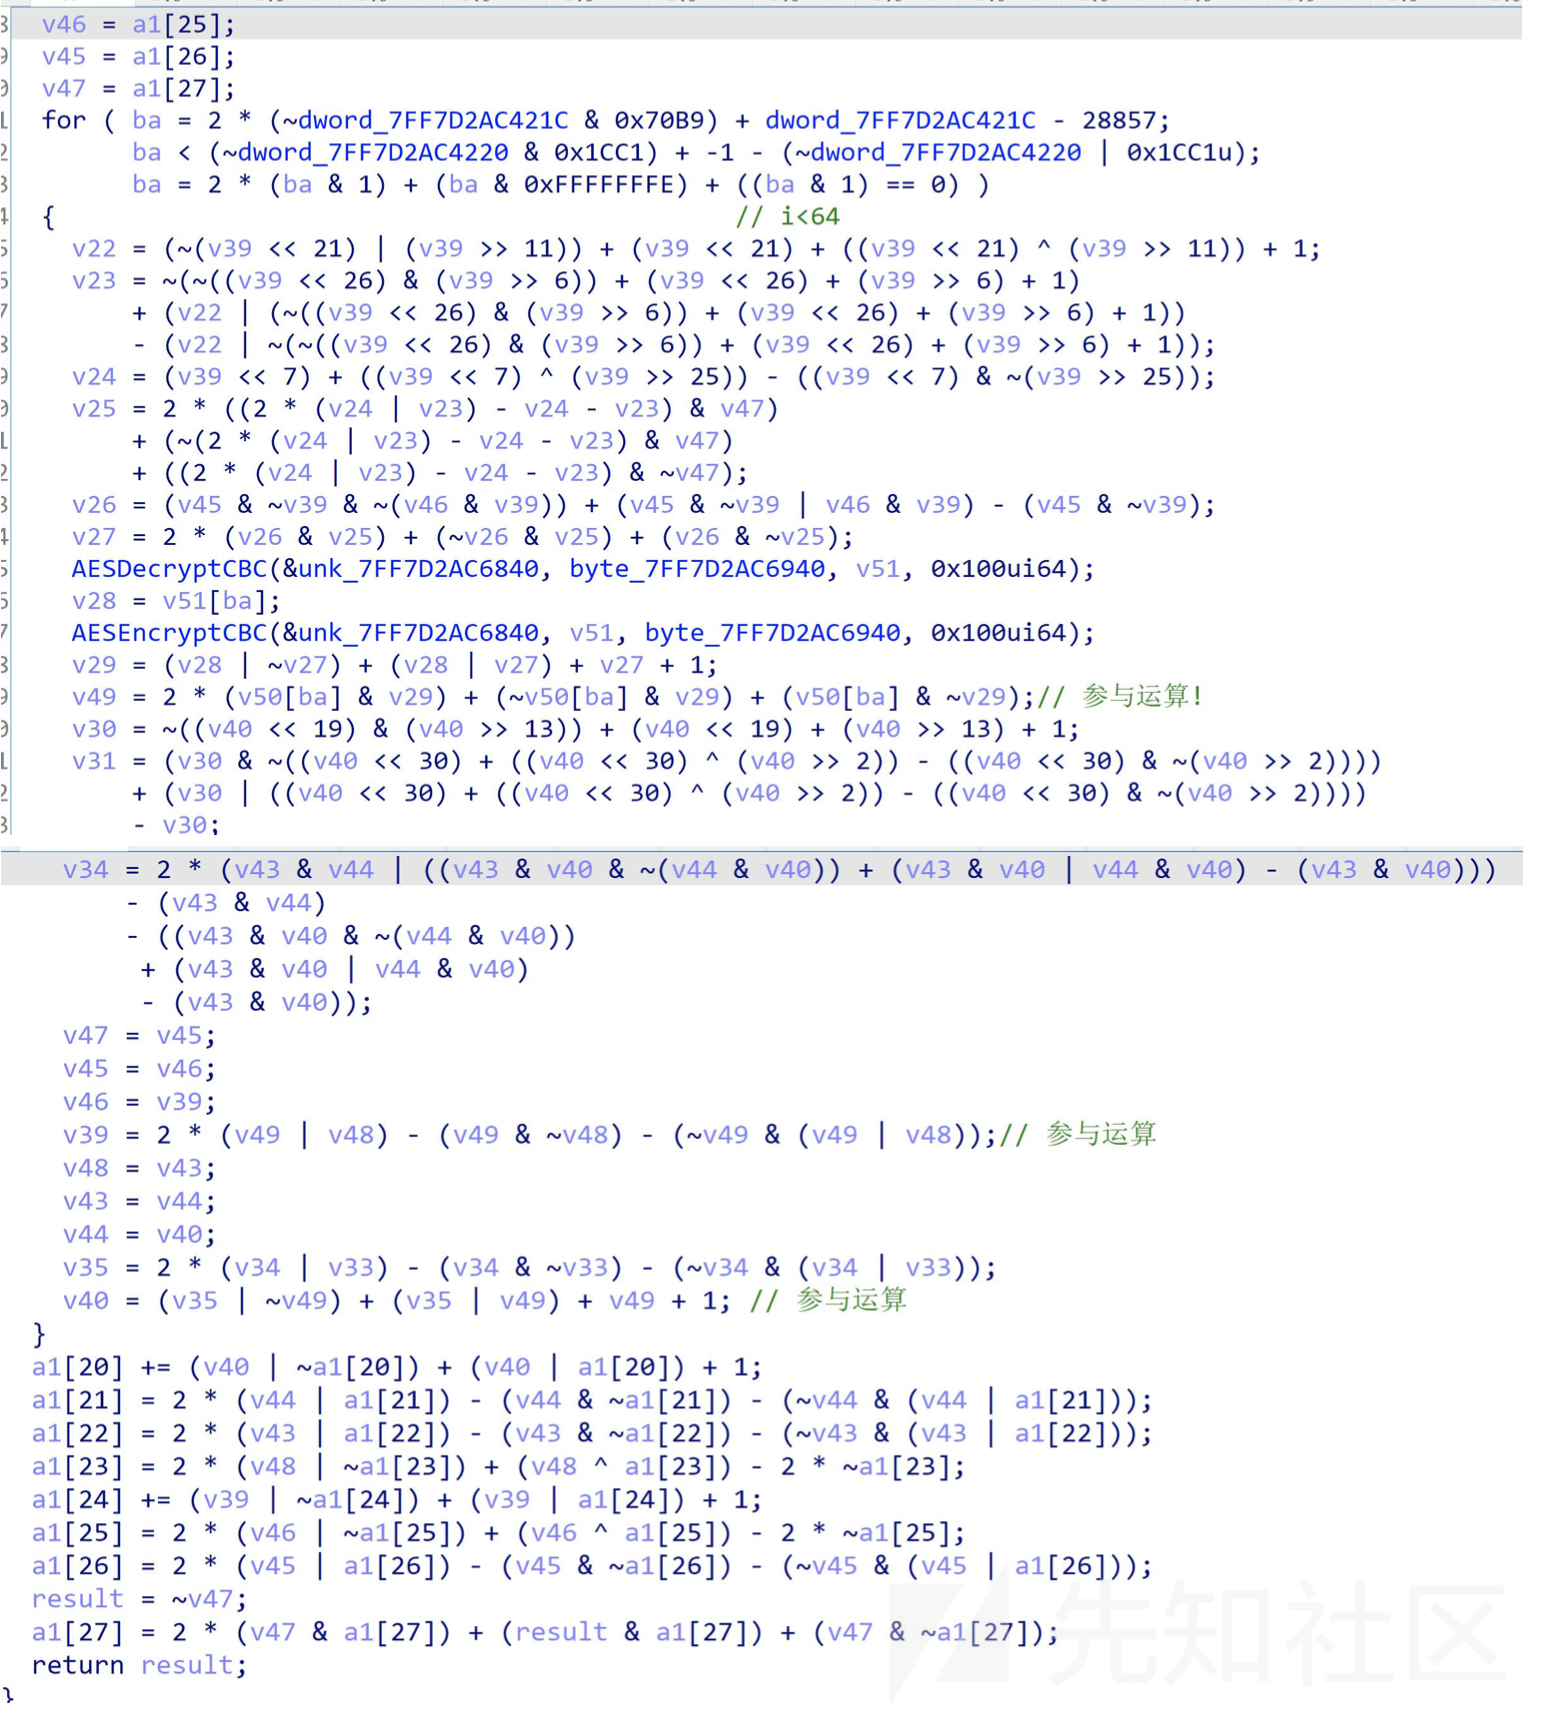 v46 = a1[25];
v45 = a1[26];
v47 = a1[27];
for ( ba = 2 * (~dword_7FF7D2AC421C & 0x70B9) + dword_7FF7D2AC421C - 28857;
ba < (~dword_7FF7D2AC4220 & 0x1CC1) + -1 - (~dword_7FF7D2AC4220 | 0x1CC1u);
ba = 2 * (ba & 1) + (ba & 0xFFFFFFFE) + ((ba & 1) == 0) )
{ // i<64
v22 = (~(v39 << 21) | (v39 >> 11)) + (v39 << 21) + ((v39 << 21) ^ (v39 >> 11)) + 1;
v23 = ~(~((v39 << 26) & (v39 >> 6)) + (v39 << 26) + (v39 >> 6) + 1)
+ (v22 | (~((v39 << 26) & (v39 >> 6)) + (v39 << 26) + (v39 >> 6) + 1))
- (v22 | ~(~((v39 << 26) & (v39 >> 6)) + (v39 << 26) + (v39 >> 6) + 1));
v24 = (v39 << 7) + ((v39 << 7) ^ (v39 >> 25)) - ((v39 << 7) & ~(v39 >> 25));
v25 = 2 * ((2 * (v24 | v23) - v24 - v23) & v47)
+ (~(2 * (v24 | v23) - v24 - v23) & v47)
+ ((2 * (v24 | v23) - v24 - v23) & ~v47);
v26 = (v45 & ~v39 & ~(v46 & v39)) + (v45 & ~v39 | v46 & v39) - (v45 & ~v39);
v27 = 2 * (v26 & v25) + (~v26 & v25) + (v26 & ~v25);
AESDecryptCBC(&unk_7FF7D2AC6840, byte_7FF7D2AC6940, v51, 0x100ui64);
v28 = v51[ba];
AESEncryptCBC(&unk_7FF7D2AC6840, v51, byte_7FF7D2AC6940, 0x100ui64);
v29 = (v28 | ~v27) + (v28 | v27) + v27 + 1;
v49 = 2 * (v50[ba] & v29) + (~v50[ba] & v29) + (v50[ba] & ~v29);// 参与运算!
v30 = ~((v40 << 19) & (v40 >> 13)) + (v40 << 19) + (v40 >> 13) + 1;
v31 = (v30 & ~((v40 << 30) + ((v40 << 30) ^ (v40 >> 2)) - ((v40 << 30) & ~(v40 >> 2))))
+ (v30 | ((v40 << 30) + ((v40 << 30) ^ (v40 >> 2)) - ((v40 << 30) & ~(v40 >> 2))))
- v30;
v34 = 2 * (v43 & v44 | ((v43 & v40 & ~(v44 & v40)) + (v43 & v40 | v44 & v40) - (v43 & v40)))
- (v43 & v44)
- ((v43 & v40 & ~(v44 & v40))
+ (v43 & v40 | v44 & v40)
- (v43 & v40));
v47 = v45;
v45 = v46;
v46 = v39;
v39 = 2 * (v49 | v48) - (v49 & ~v48) - (~v49 & (v49 | v48));// 参与运算
v48 = v43;
v43 = v44;
v44 = v40;
v35 = 2 * (v34 | v33) - (v34 & ~v33) - (~v34 & (v34 | v33));
v40 = (v35 | ~v49) + (v35 | v49) + v49 + 1; // 参与运算
}
a1[20] += (v40 | ~a1[20]) + (v40 | a1[20]) + 1;
a1[21] = 2 * (v44 | a1[21]) - (v44 & ~a1[21]) - (~v44 & (v44 | a1[21]));
a1[22] = 2 * (v43 | a1[22]) - (v43 & ~a1[22]) - (~v43 & (v43 | a1[22]));
a1[23] = 2 * (v48 | ~a1[23]) + (v48 ^ a1[23]) - 2 * ~a1[23];
a1[24] += (v39 | ~a1[24]) + (v39 | a1[24]) + 1;
a1[25] = 2 * (v46 | ~a1[25]) + (v46 ^ a1[25]) - 2 * ~a1[25];
a1[26] = 2 * (v45 | a1[26]) - (v45 & ~a1[26]) - (~v45 & (v45 | a1[26]));
result = ~v47;
a1[27] = 2 * (v47 & a1[27]) + (result & a1[27]) + (v47 & ~a1[27]);
return result;
}
先知社区